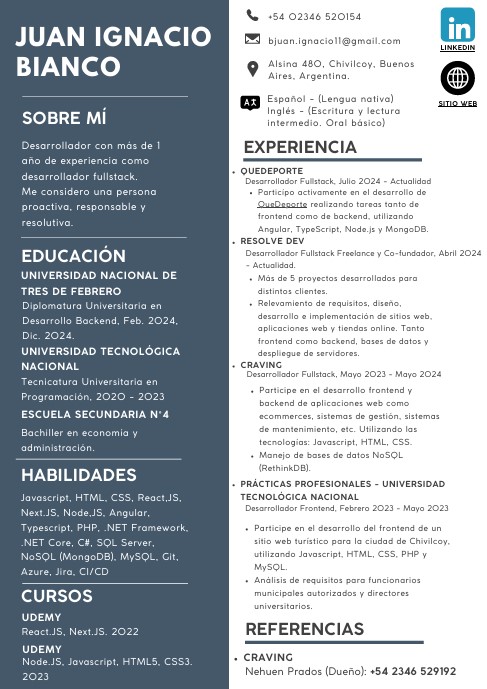 JUAN IGNACIO
BIANCO
SOBRE MÍ
Desarrollador con más de 1
año de experiencia como
desarrollador fullstack.
Me considero una persona
proactiva, responsable y
resolutiva.
EDUCACIÓN
UNIVERSIDAD NACIONAL DE
TRES DE FEBRERO
Diplomatura Universitaria en
Desarrollo Backend, Feb. 2024,
Dic. 2024.
UNIVERSIDAD TECNOLÓGICA
NACIONAL
Tecnicatura Universitaria en
Programación, 2020 - 2023
ESCUELA SECUNDARIA N°4
Bachiller en economía y
administración.
HABILIDADES
Javascript, HTML, CSS, React.JS,
Next.JS, Node,JS, Angular,
Typescript, PHP, .NET Framework,
.NET Core, C#, SQL Server,
NoSQL (MongoDB), MySQL, Git,
Azure, Jira, CI/CD
CURSOS
UDEMY
React.JS, Next.JS. 2022
UDEMY
Node.JS, Javascript, HTML5, CSS3.
2023
+54 02346 520154
bjuan.ignacio11@gmail.com
Alsina 480, Chivilcoy, Buenos
Aires, Argentina.
Español - (Lengua nativa)
Inglés - (Escritura y lectura
intermedio. Oral básico)
in
LINKEDIN
SITIO WEB
EXPERIENCIA
• QUEDEPORTE
Desarrollador Fullstack, Julio 2024 - Actualidad
• Participo activamente en el desarrollo de
QueDeporte realizando tareas tanto de
frontend como de backend, utilizando
Angular, TypeScript, Node.js y MongoDB.
• RESOLVE DEV
Desarrollador Fullstack Freelance y Co-fundador, Abril 2024
- Actualidad.
• Más de 5 proyectos desarrollados para
distintos clientes.
• Relevamiento de requisitos, diseño,
desarrollo e implementación de sitios web,
aplicaciones web y tiendas online. Tanto
frontend como backend, bases de datos y
despliegue de servidores.
• CRAVING
Desarrollador Fullstack, Mayo 2023 - Mayo 2024
• Participe en el desarrollo frontend y
backend de aplicaciones web como
ecommerces, sistemas de gestión, sistemas
de mantenimiento, etc. Utilizando las
tecnologías: Javascript, HTML, CSS.
• Manejo de bases de datos NoSQL
(RethinkDB).
• PRÁCTICAS PROFESIONALES - UNIVERSIDAD
TECNOLÓGICA NACIONAL
Desarrollador Frontend, Febrero 2023 - Mayo 2023
• Participe en el desarrollo del frontend de un
sitio web turístico para la ciudad de Chivilcoy,
utilizando Javascript, HTML, CSS, PHP y
MySQL.
• Análisis de requisitos para funcionarios
municipales autorizados y directores
universitarios.
REFERENCIAS
• CRAVING
Nehuen Prados (Dueño): +54 2346 529192